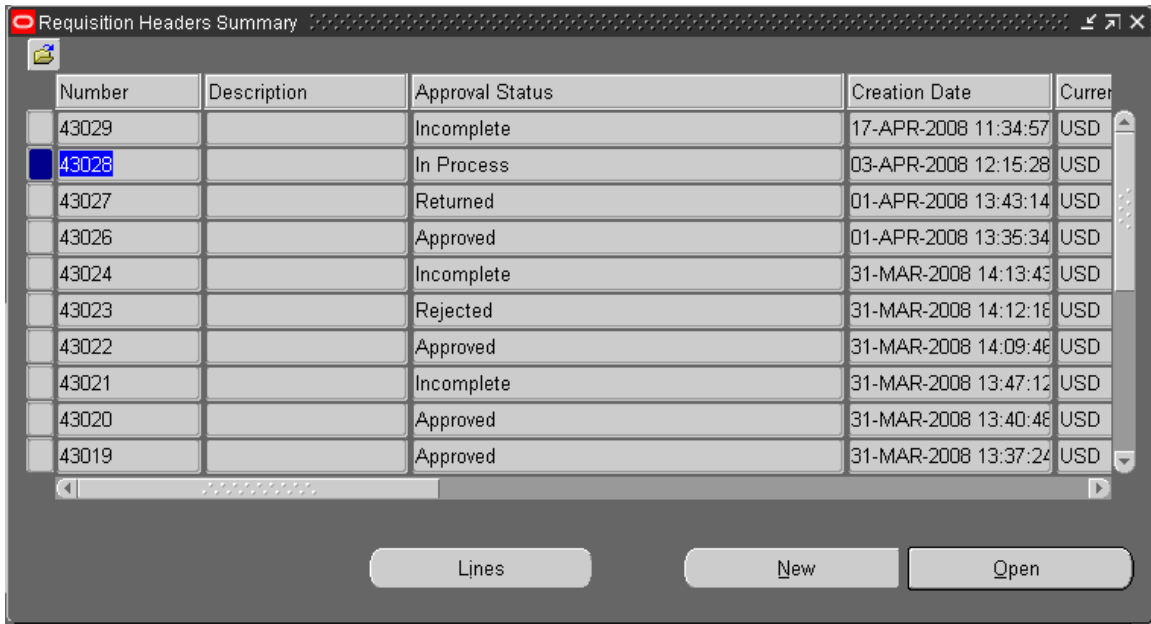 Requisition Headers Summary
Number Description Approval Status Creation Date Curren
43029 Incomplete 17-APR-2008 11:34:57 USD
43028 In Process 03-APR-2008 12:15:28 USD
43027 Returned 01-APR-2008 13:43:14 USD
43026 Approved 01-APR-2008 13:35:34 USD
43024 Incomplete 31-MAR-2008 14:13:43 USD
43023 Rejected 31-MAR-2008 14:12:18 USD
43022 Approved 31-MAR-2008 14:09:46 USD
43021 Incomplete 31-MAR-2008 13:47:12 USD
43020 Approved 31-MAR-2008 13:40:48 USD
43019 Approved 31-MAR-2008 13:37:24 USD
Lines New Open